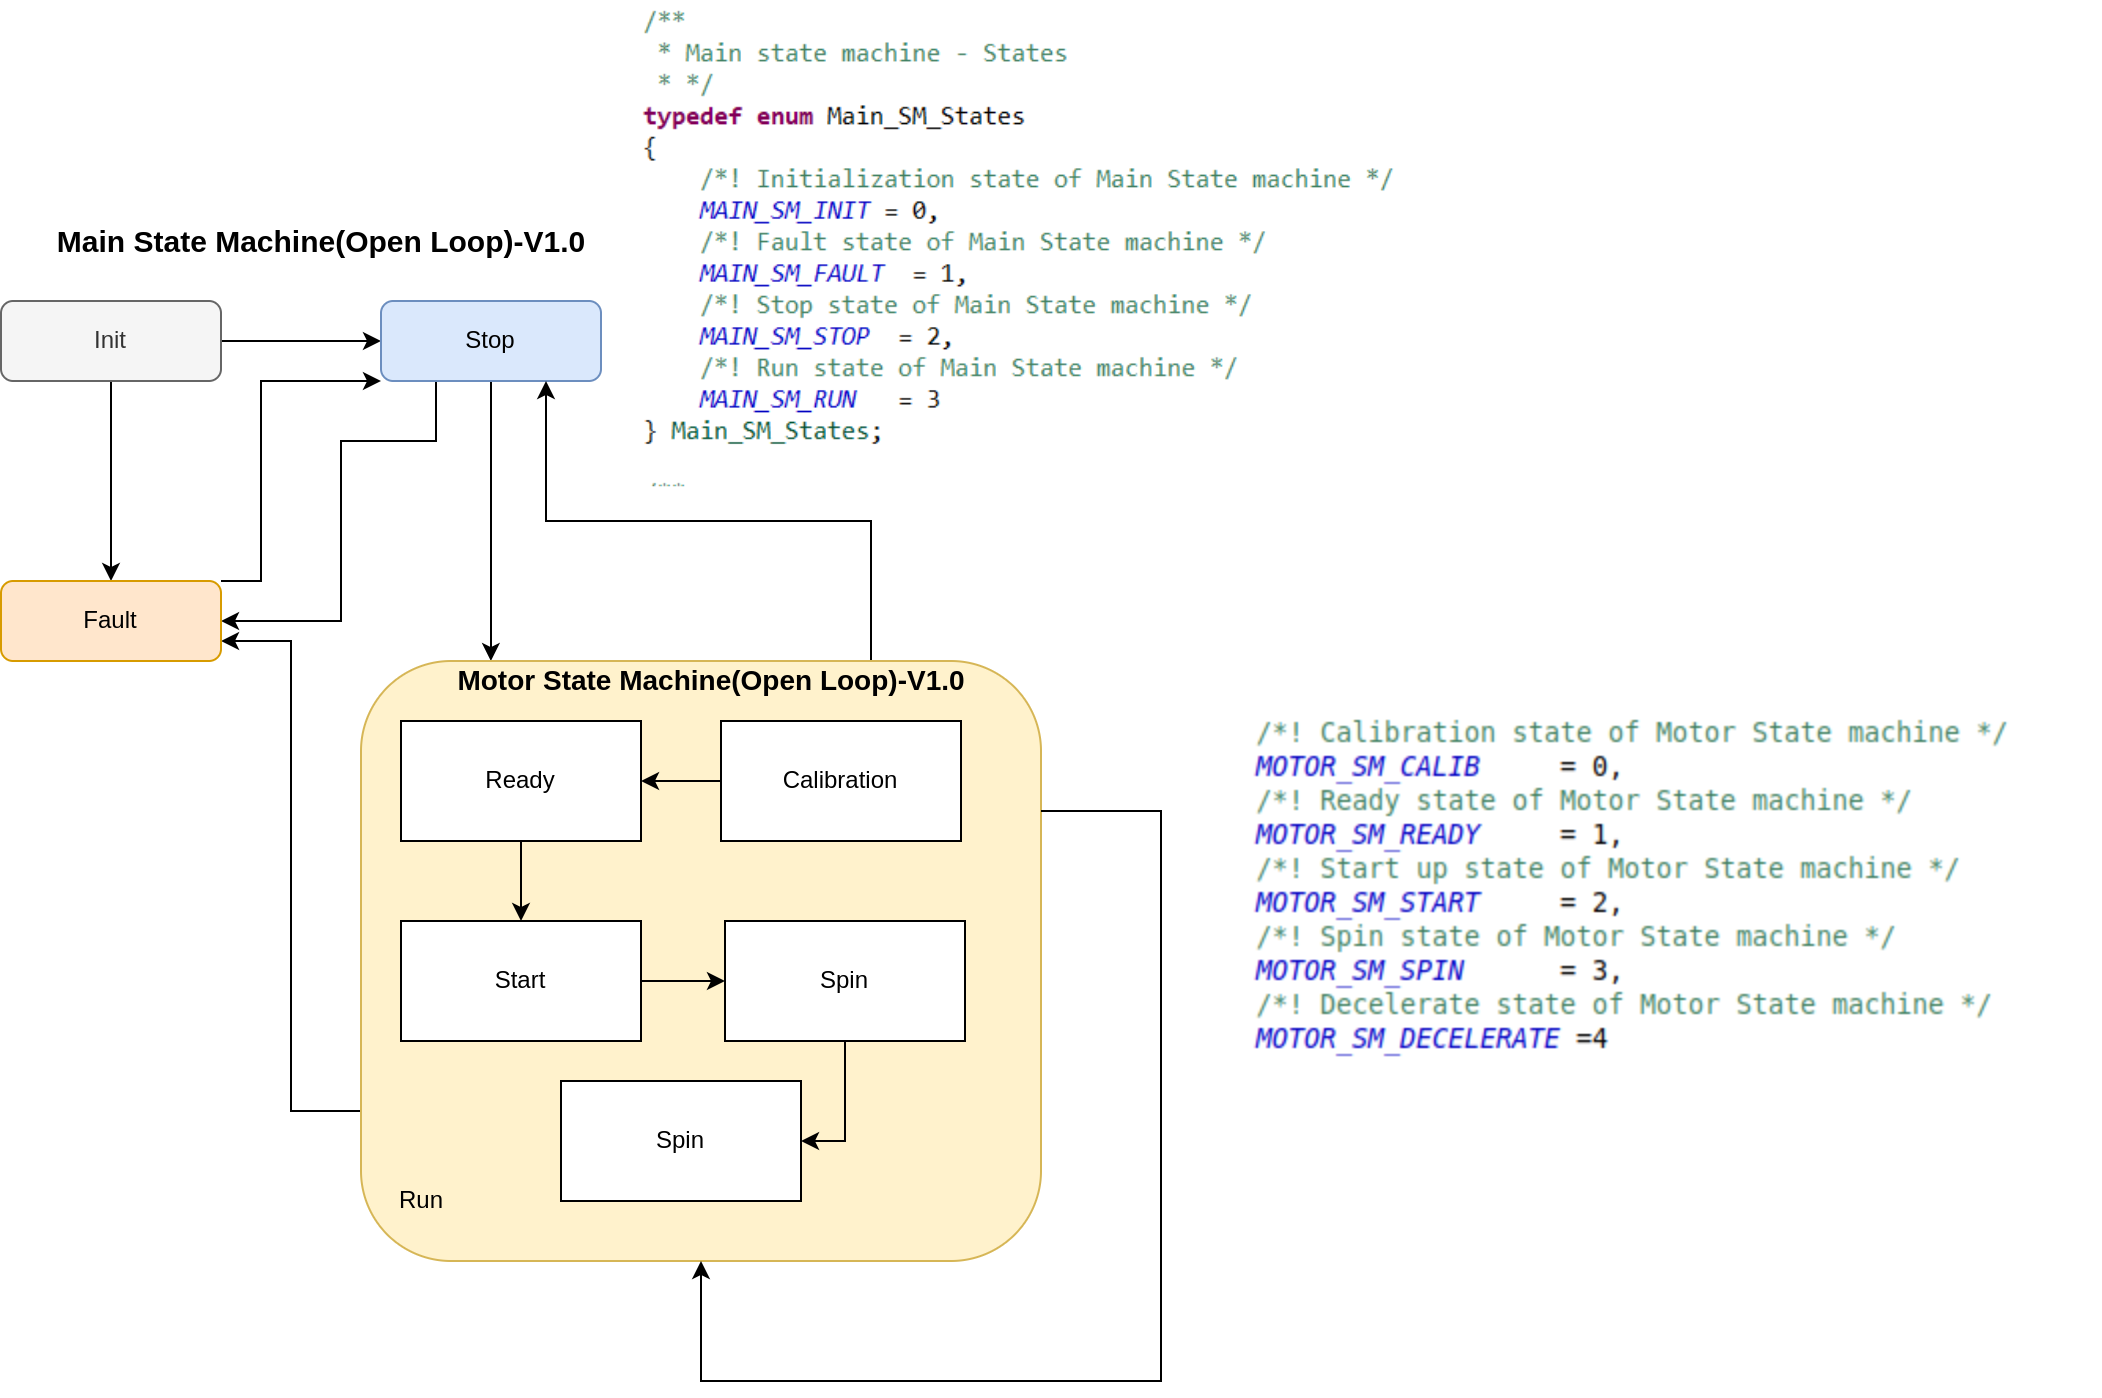 /**
 * Main state machine - States
 * */
typedef enum Main_SM_States
{
    /*! Initialization state of Main State machine */
    MAIN_SM_INIT = 0,
    /*! Fault state of Main State machine */
    MAIN_SM_FAULT  = 1,
    /*! Stop state of Main State machine */
    MAIN_SM_STOP  = 2,
    /*! Run state of Main State machine */
    MAIN_SM_RUN   = 3
} Main_SM_States;
Main State Machine(Open Loop)-V1.0
Init
Stop
Fault
Motor State Machine(Open Loop)-V1.0
Ready
Calibration
Start
Spin
Spin
Run
/*! Calibration state of Motor State machine */
MOTOR_SM_CALIB     = 0,
/*! Ready state of Motor State machine */
MOTOR_SM_READY     = 1,
/*! Start up state of Motor State machine */
MOTOR_SM_START     = 2,
/*! Spin state of Motor State machine */
MOTOR_SM_SPIN      = 3,
/*! Decelerate state of Motor State machine */
MOTOR_SM_DECELERATE =4